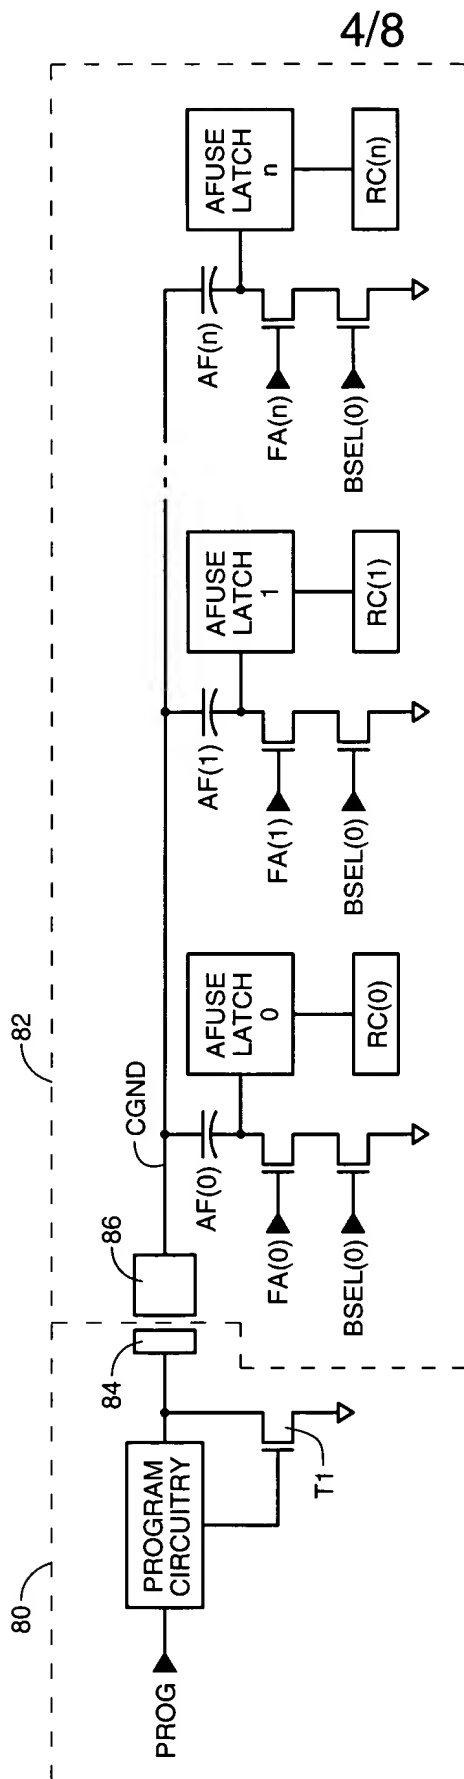 4/8
80
82
PROG
PROGRAM
CIRCUITRY
T1
84
86
CGND
AF(0)
AFUSE
LATCH
0
RC(0)
FA(0)
BSEL(0)
AF(1)
AFUSE
LATCH
1
RC(1)
FA(1)
BSEL(0)
AF(n)
AFUSE
LATCH
n
RC(n)
FA(n)
BSEL(0)